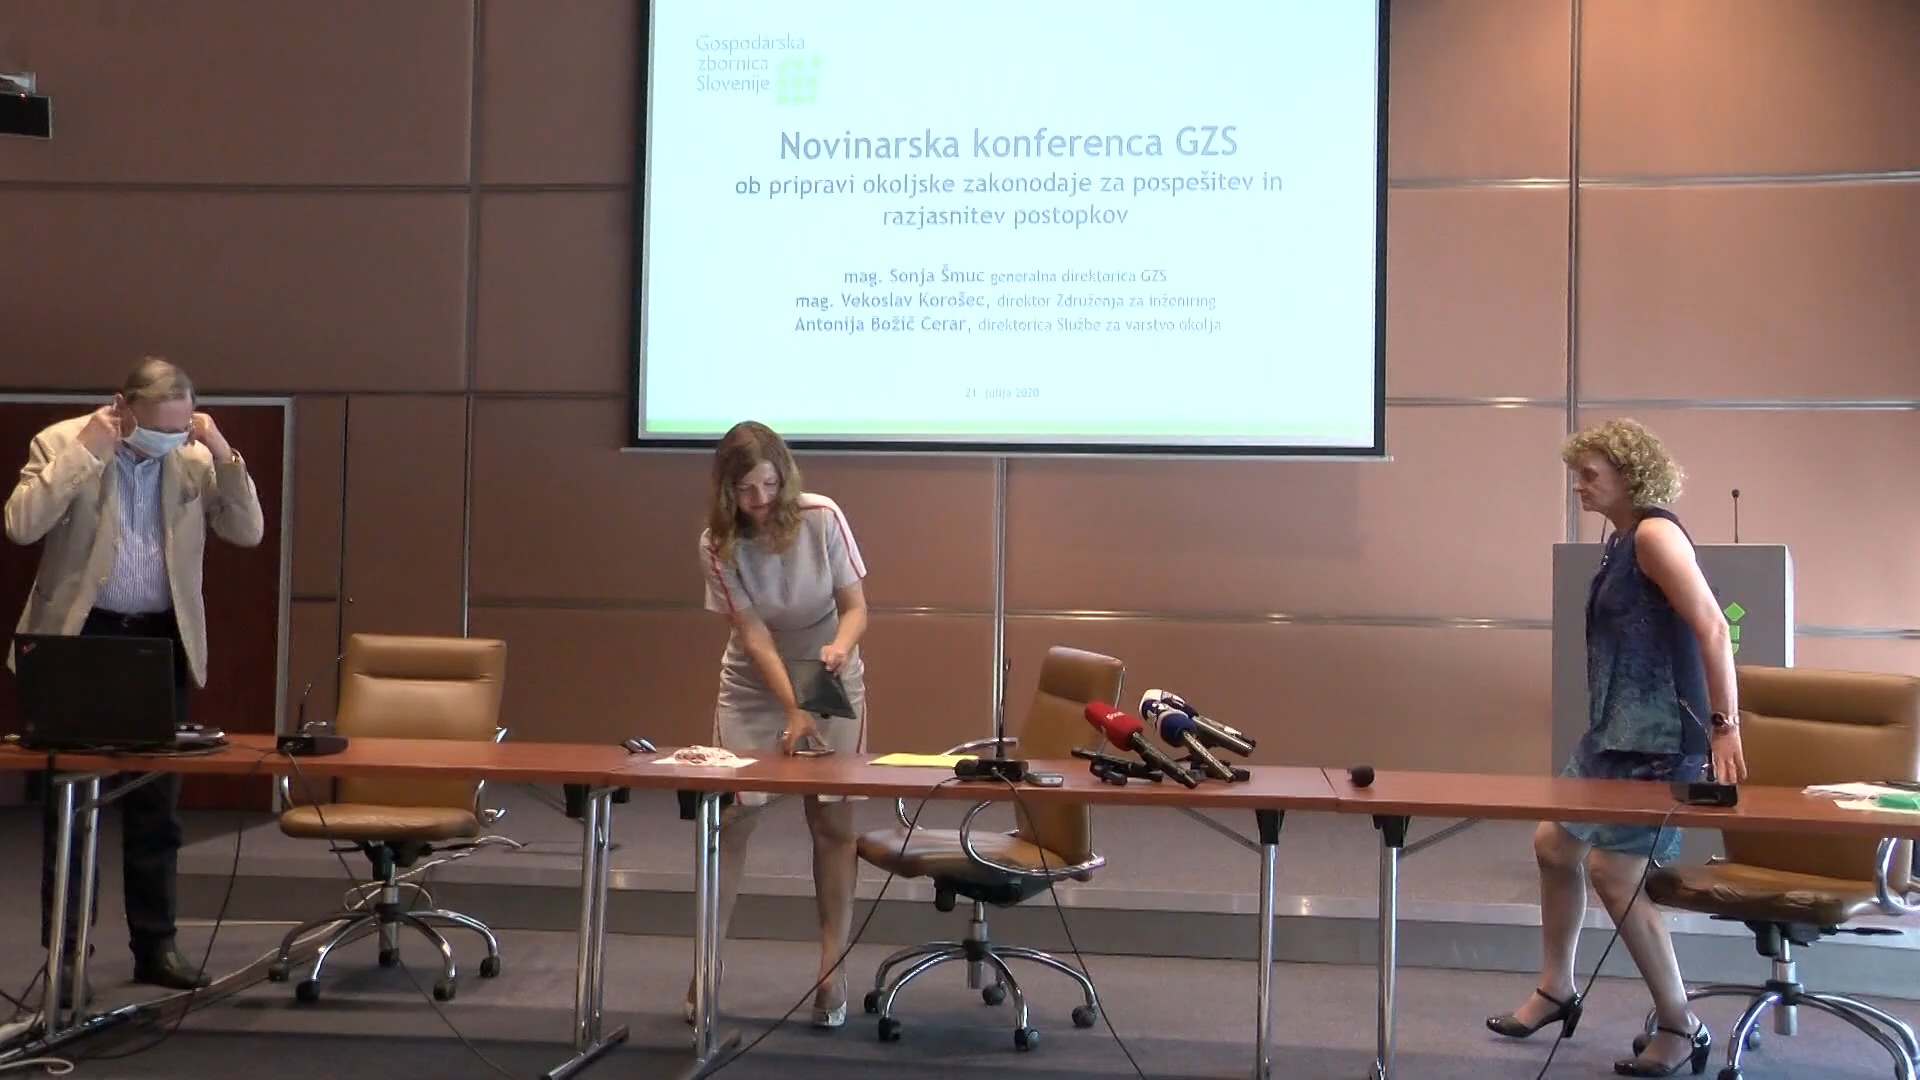 Gospodarska
zbornica
Slovenije
Novinarska konferenca GZS
ob pripravi okoljske zakonodaje za pospešitev in
razjasnitev postopkov
mag. Sonja Šmuc generalna direktorica GZS
mag. Vekoslav Korošec, direktor Združenja za inženiring
Antonija Božič Cerar, direktorica Službe za varstvo okolja
21. julija 2020